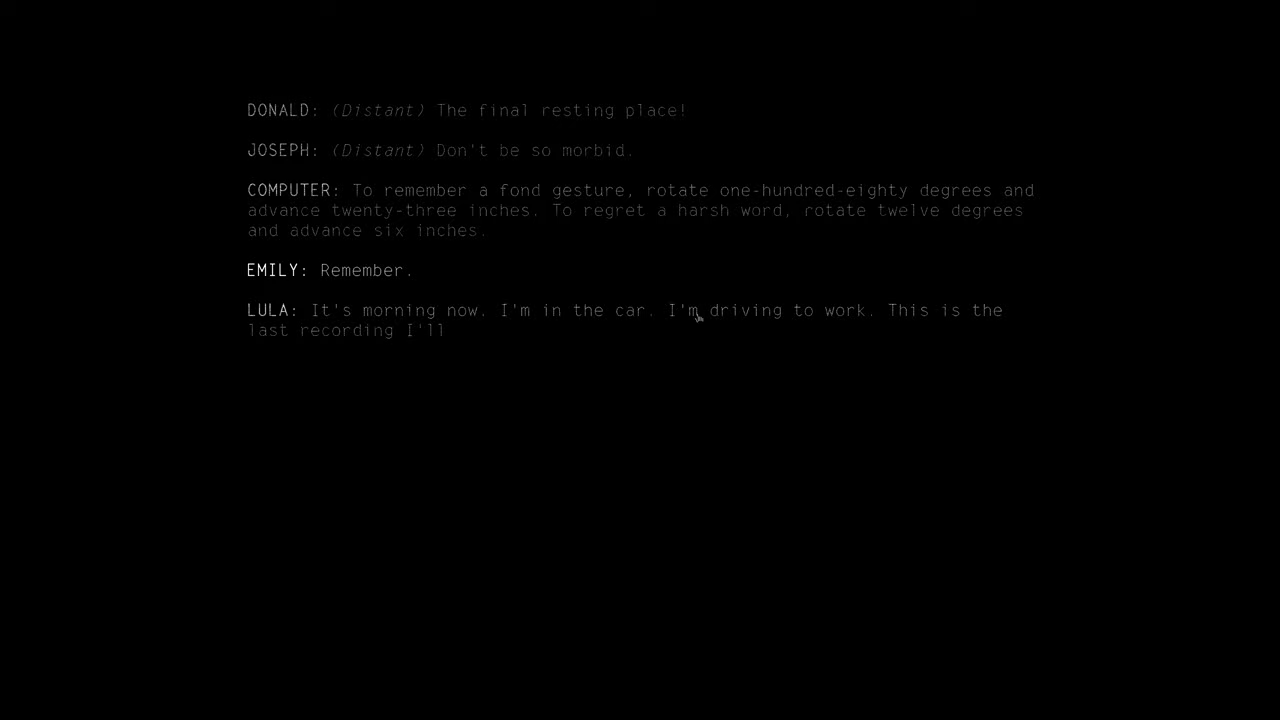 DONALD: (Distant) The final resting place!
JOSEPH: (Distant) Don't be so morbid.
COMPUTER: To remember a fond gesture, rotate one-hundred-eighty degrees and
advance twenty-three inches. To regret a harsh word, rotate twelve degrees
and advance six inches.
EMILY: Remember.
LULA: It's morning now. I'm in the car. I'm driving to work. This is the
last recording I'll